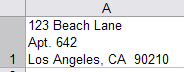 A
1
123 Beach Lane
Apt. 642
Los Angeles, CA  90210